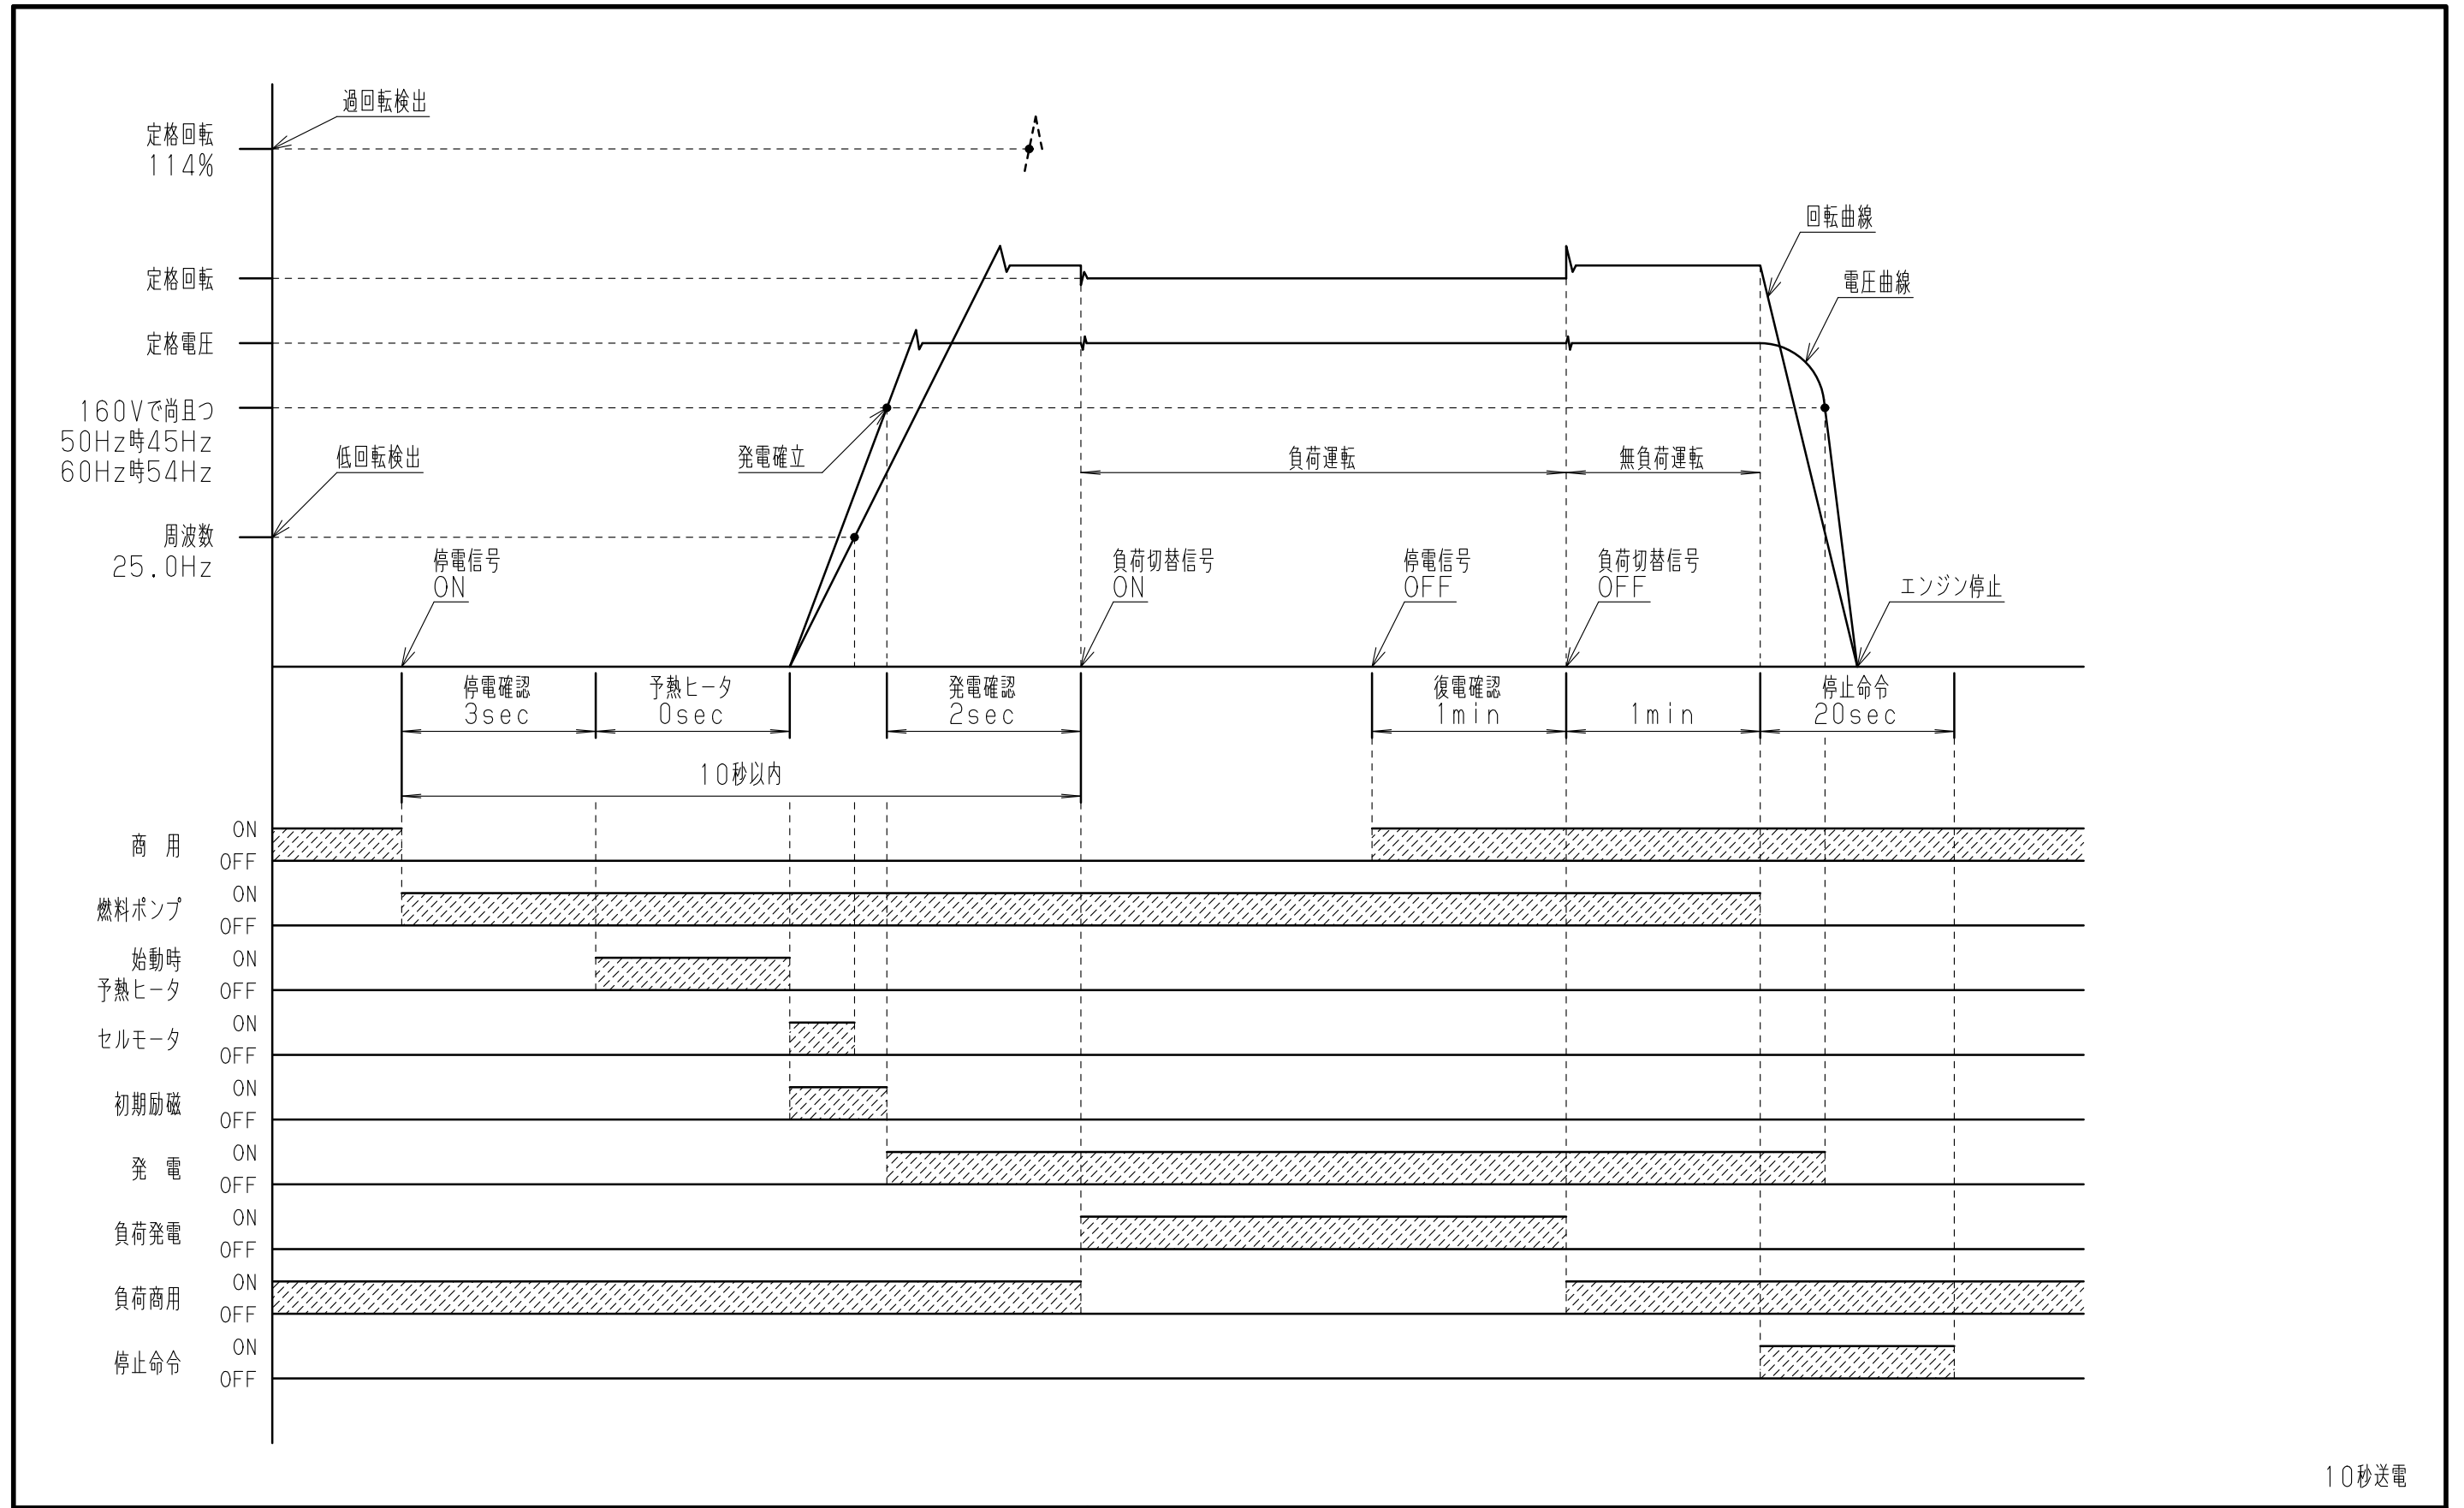 過回転検出
定格回転
114%
回転曲線
定格回転
電圧曲線
定格電圧
160Vで尚且つ
50Hz時45Hz
60Hz時54Hz
低回転検出
発電確立
負荷運転
無負荷運転
周波数
25.0Hz
停電信号
ON
負荷切替信号
ON
停電信号
OFF
負荷切替信号
OFF
エンジン停止
停電確認
3sec
予熱ヒータ
0sec
発電確認
2sec
復電確認
1min
1min
停止命令
20sec
10秒以内
商 用
ON
OFF
燃料ポンプ
ON
OFF
始動時
予熱ヒータ
ON
OFF
セルモータ
ON
OFF
初期励磁
ON
OFF
発 電
ON
OFF
負荷発電
ON
OFF
負荷商用
ON
OFF
停止命令
ON
OFF
10秒送電